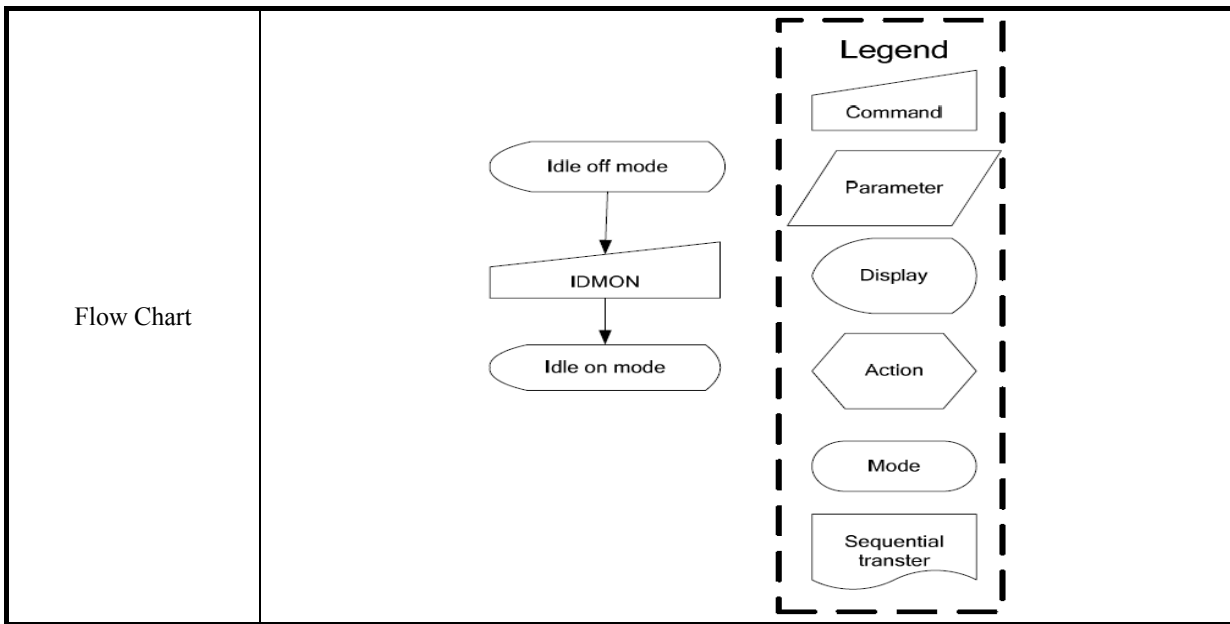 Flow Chart
Idle off mode
IDMON
Idle on mode
Legend
Command
Parameter
Display
Action
Mode
Sequential
transter